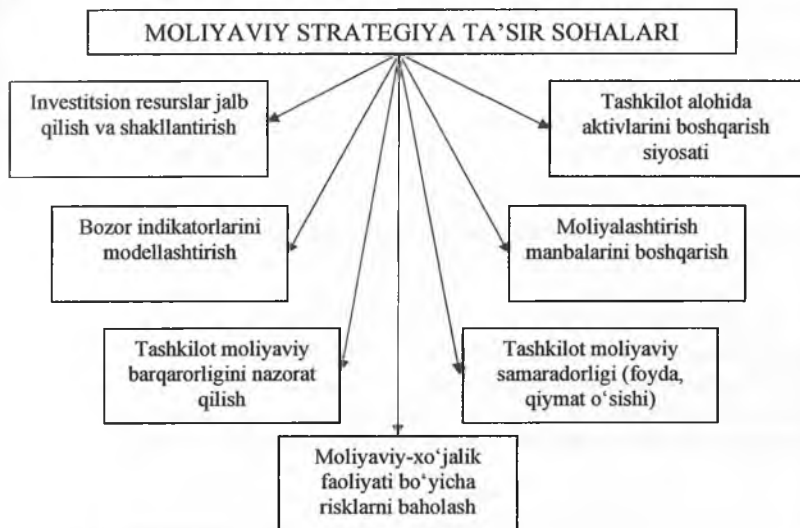 MOLIYAVIY STRATEGIYA TA’SIR SOHALARI
Investitsion resurslar jalb
qilish va shakllantirish
Tashkilot alohida
aktivlarini boshqarish
siyosati
Bozor indikatorlarini
modellashtirish
Moliyalashtirish
manbalarini boshqarish
Tashkilot moliyaviy
barqarorligini nazorat
qilish
Tashkilot moliyaviy
samaradorligi (foyda,
qiymat o‘sishi)
Moliyaviy-xo‘jalik
faoliyati bo‘yicha
risklarni baholash